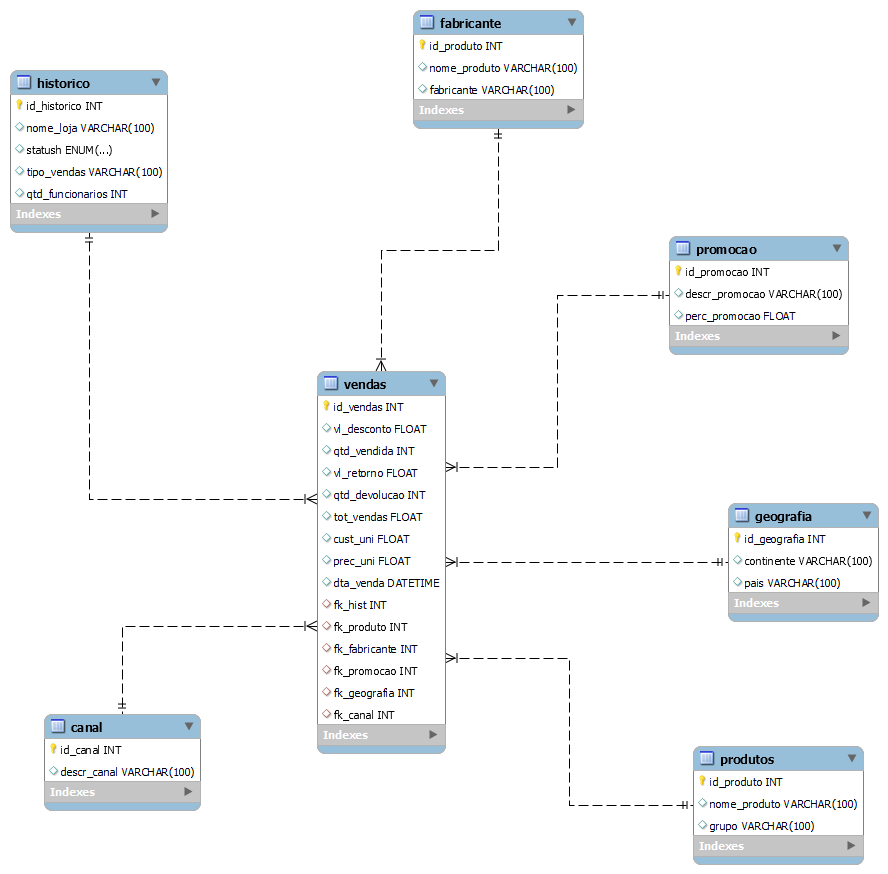 fabricante
id_produto INT
nome_produto VARCHAR(100)
fabricante VARCHAR(100)
Indexes
historico
id_historico INT
nome_loja VARCHAR(100)
statush ENUM(...)
tipo_vendas VARCHAR(100)
qtd_funcionarios INT
Indexes
promocao
id_promocao INT
descr_promocao VARCHAR(100)
perc_promocao FLOAT
Indexes
vendas
id_vendas INT
vl_desconto FLOAT
qtd_vendida INT
vl_retorno FLOAT
qtd_devolucao INT
tot_vendas FLOAT
cust_uni FLOAT
prec_uni FLOAT
dta_venda DATETIME
fk_hist INT
fk_produto INT
fk_fabricante INT
fk_promocao INT
fk_geografia INT
fk_canal INT
Indexes
geografia
id_geografia INT
continente VARCHAR(100)
pais VARCHAR(100)
Indexes
canal
id_canal INT
descr_canal VARCHAR(100)
Indexes
produtos
id_produto INT
nome_produto VARCHAR(100)
grupo VARCHAR(100)
Indexes